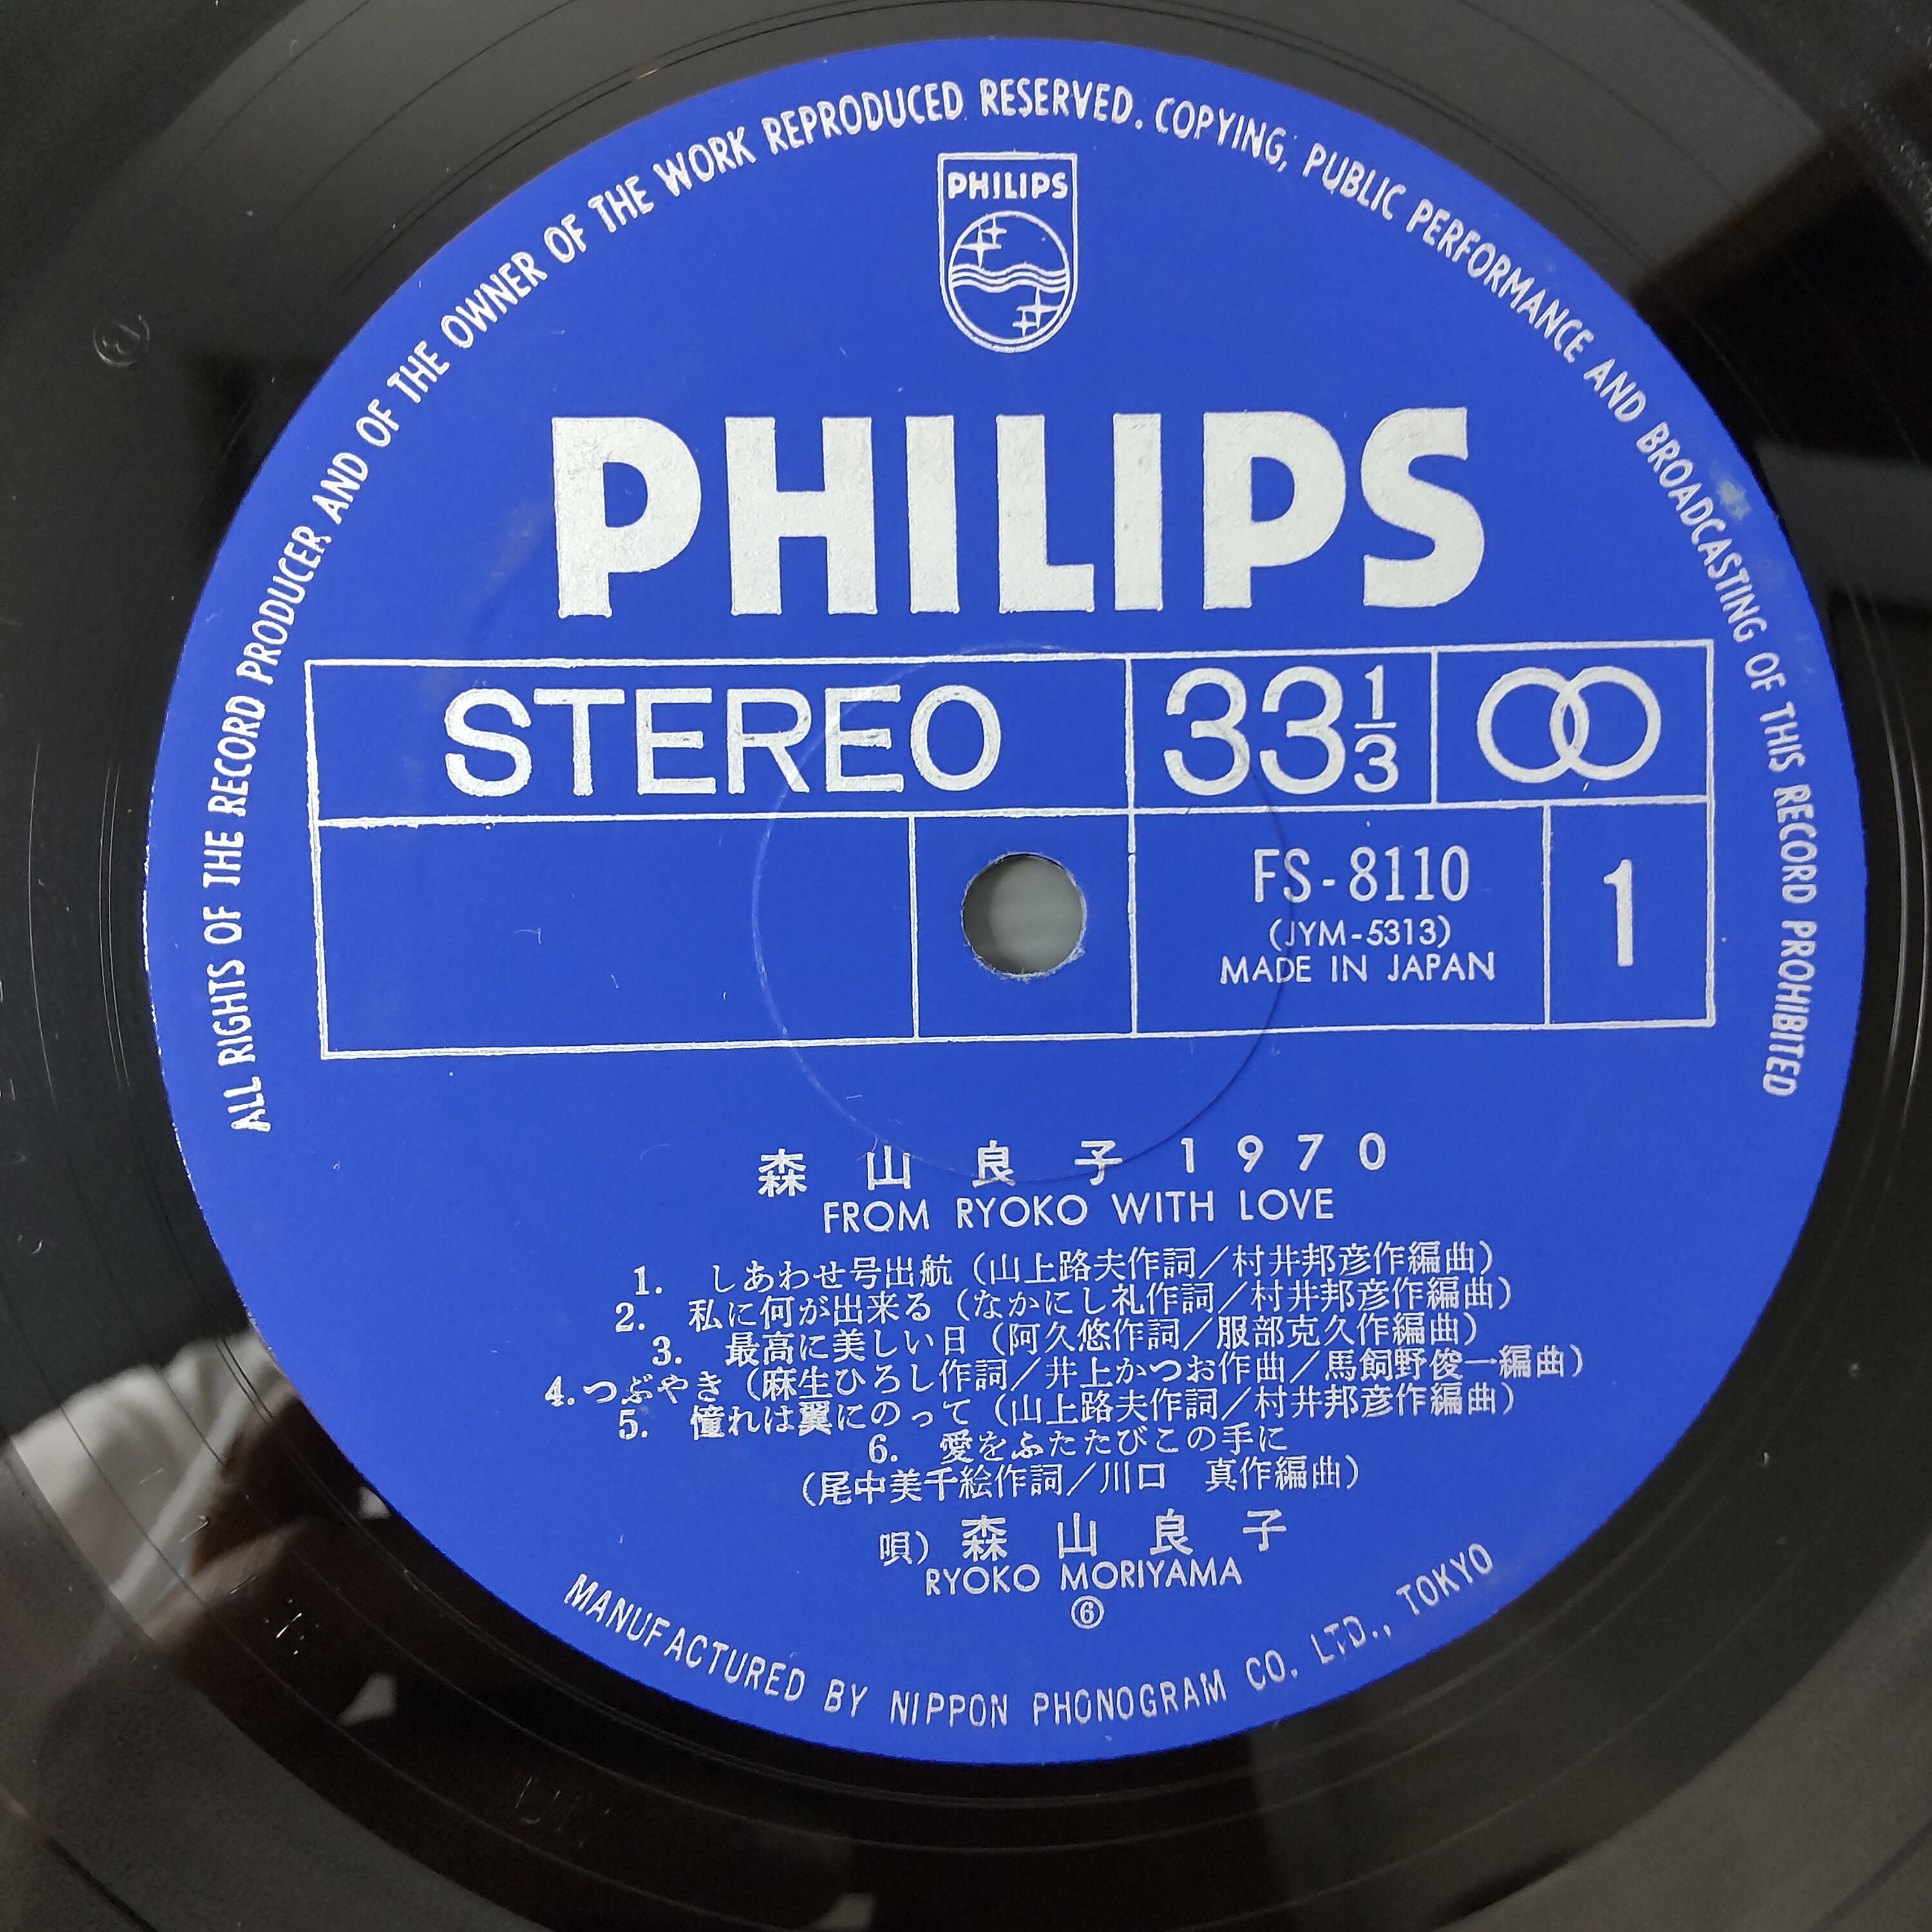 ALL RIGHTS OF THE RECORD PRODUCER AND OF THE OWNER OF THE WORK REPRODUCED RESERVED. COPYING, PUBLIC PERFORMANCE AND BROADCASTING OF THIS RECORD PROHIBITED
PHILIPS
PHILIPS
STEREO
33 1/3
FS-8110
(JYM-5313)
MADE IN JAPAN
1
森山良子1970
FROM RYOKO WITH LOVE
1. しあわせ号出航（山上路夫作詞／村井邦彦作編曲）
2. 私に何が出来る（なかにし礼作詞／村井邦彦作編曲）
3. 最高に美しい日（阿久悠作詞／服部克久作編曲）
4.つぶやき（麻生ひろし作詞／井上かつお作曲／馬飼野俊一編曲）
5. 憧れは翼にのって（山上路夫作詞／村井邦彦作編曲）
6. 愛をふたたびこの手に
（尾中美千絵作詞／川口 真作編曲）
唄）森山良子
RYOKO MORIYAMA
⑥
MANUFACTURED BY NIPPON PHONOGRAM CO. LTD., TOKYO